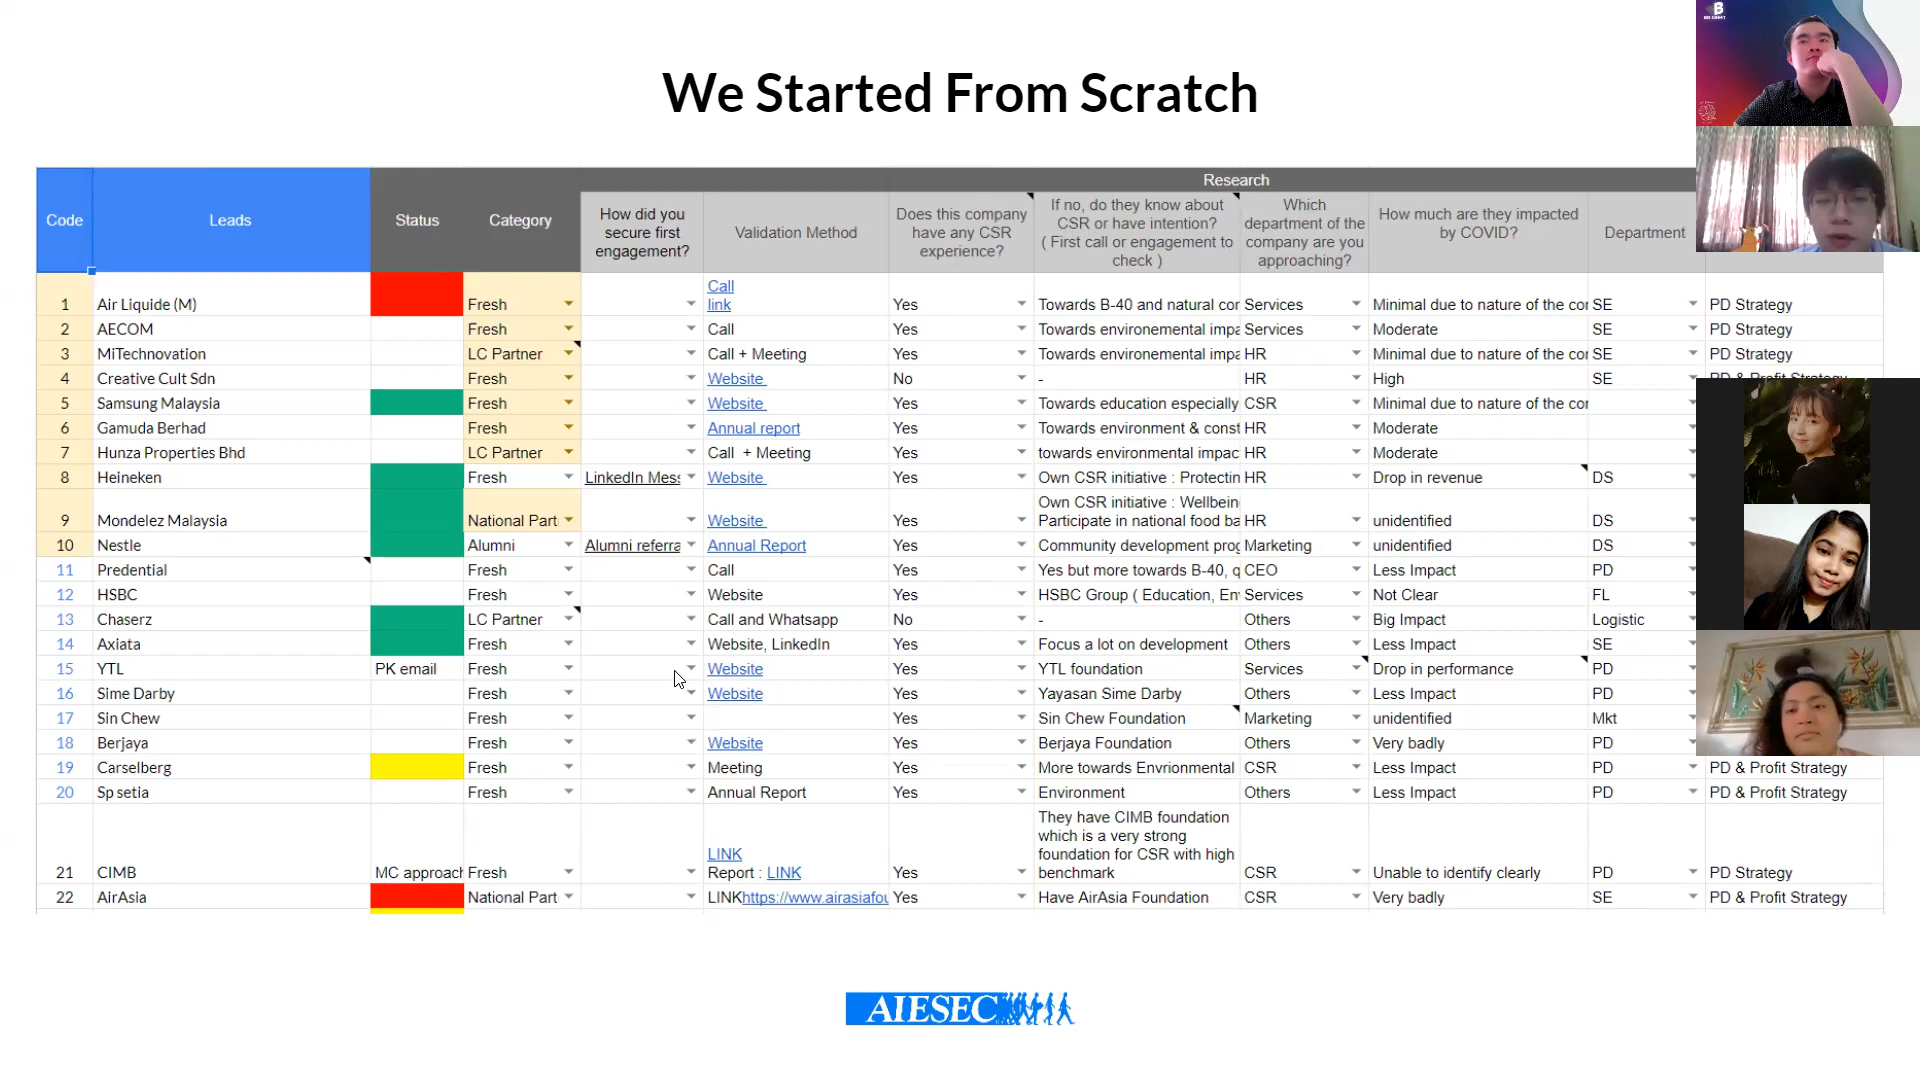 We Started From Scratch
Research
Code Leads Status Category How did you secure first engagement? Validation Method Does this company have any CSR experience? If no, do they know about CSR or have intention? ( First call or engagement to check ) Which department of the company are you approaching? How much are they impacted by COVID? Department
1 Air Liquide (M) Fresh Call link Yes Towards B-40 and natural cor Services Minimal due to nature of the cor SE PD Strategy
2 AECOM Fresh Call Yes Towards environemental impa Services Moderate SE PD Strategy
3 MiTechnovation LC Partner Call + Meeting Yes Towards environemental impa HR Minimal due to nature of the cor SE PD Strategy
4 Creative Cult Sdn Fresh Website No - HR High SE PD & Profit Strategy
5 Samsung Malaysia Fresh Website Yes Towards education especially CSR Minimal due to nature of the cor
6 Gamuda Berhad Fresh Annual report Yes Towards environment & const HR Moderate
7 Hunza Properties Bhd LC Partner Call + Meeting Yes towards environmental impac HR Moderate
8 Heineken Fresh LinkedIn Mess Website Yes Own CSR initiative : Protectin HR Drop in revenue DS
9 Mondelez Malaysia National Part Website Yes Own CSR initiative : Wellbein Participate in national food ba HR unidentified DS
10 Nestle Alumni Alumni referra Annual Report Yes Community development prog Marketing unidentified DS
11 Predential Fresh Call Yes Yes but more towards B-40, q CEO Less Impact PD
12 HSBC Fresh Website Yes HSBC Group ( Education, En Services Not Clear FL
13 Chaserz LC Partner Call and Whatsapp No - Others Big Impact Logistic
14 Axiata Fresh Website, LinkedIn Yes Focus a lot on development Others Less Impact SE
15 YTL PK email Fresh Website Yes YTL foundation Services Drop in performance PD
16 Sime Darby Fresh Website Yes Yayasan Sime Darby Others Less Impact PD
17 Sin Chew Fresh Yes Sin Chew Foundation Marketing unidentified Mkt
18 Berjaya Fresh Website Yes Berjaya Foundation Others Very badly PD
19 Carselberg Fresh Meeting Yes More towards Envrionmental CSR Less Impact PD PD & Profit Strategy
20 Sp setia Fresh Annual Report Yes Environment Others Less Impact PD PD & Profit Strategy
21 CIMB MC approach Fresh LINK Report : LINK Yes They have CIMB foundation which is a very strong foundation for CSR with high benchmark CSR Unable to identify clearly PD PD Strategy
22 AirAsia National Part LINKhttps://www.airasiafou Yes Have AirAsia Foundation CSR Very badly SE PD & Profit Strategy
AIESEC